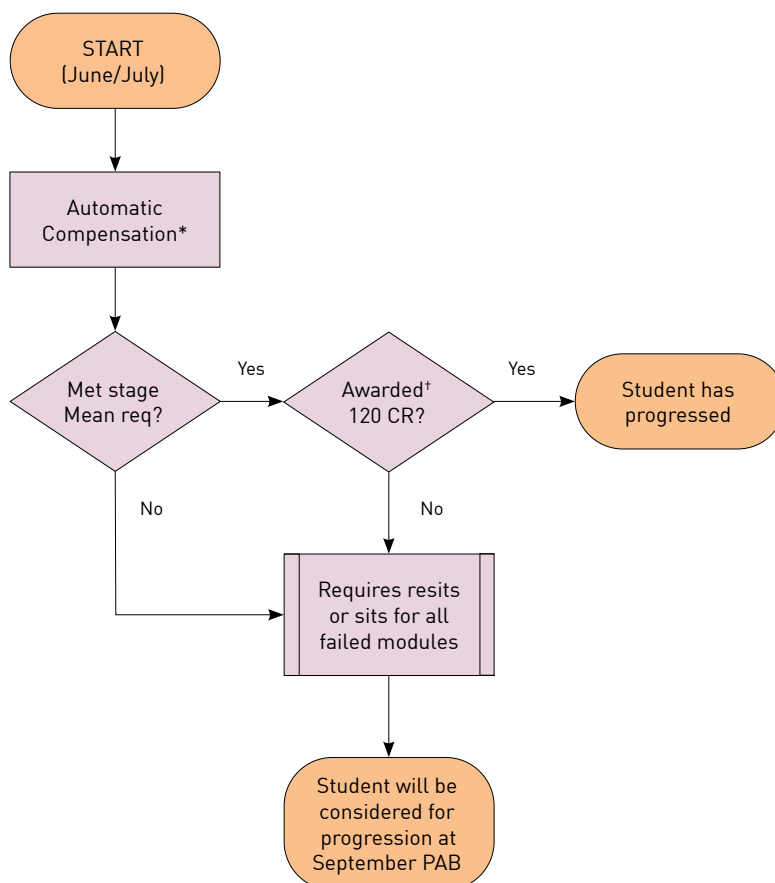 START
(June/July)
Automatic
Compensation*
Met stage
Mean req?
Yes
Awarded†
120 CR?
Yes
Student has
progressed
No
No
Requires resits
or sits for all
failed modules
Student will be
considered for
progression at
September PAB